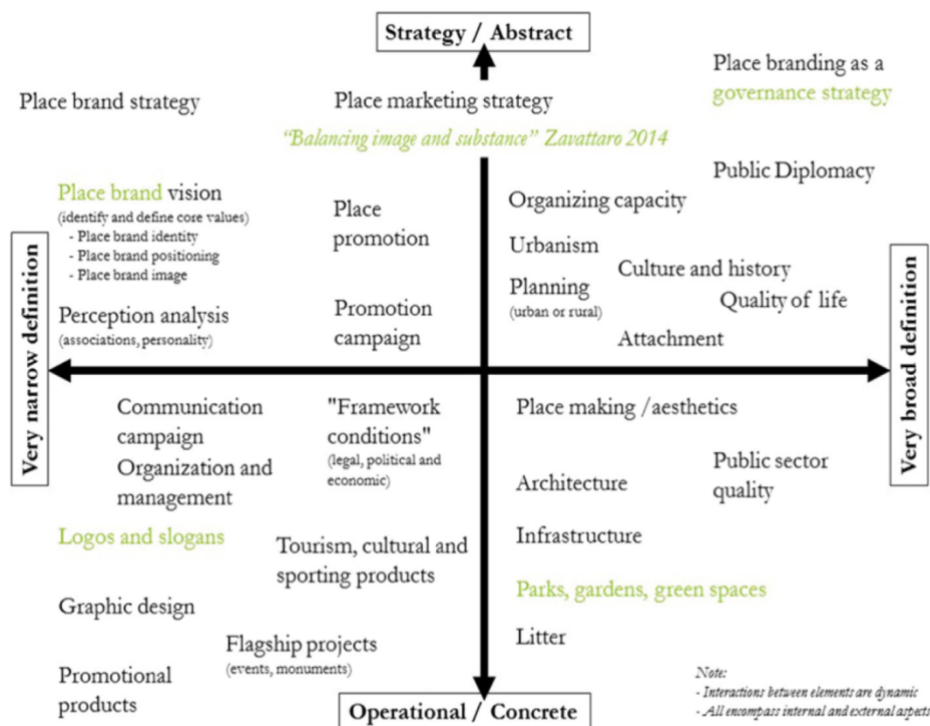 Strategy / Abstract
Place brand strategy
Place marketing strategy
Place branding as a
governance strategy
"Balancing image and substance" Zavattaro 2014
Public Diplomacy
Place brand vision
(identify and define core values)
- Place brand identity
- Place brand positioning
- Place brand image
Place
promotion
Organizing capacity
Urbanism
Culture and history
Planning
(urban or rural)
Quality of life
Perception analysis
(associations, personality)
Promotion
campaign
Attachment
Very narrow definition
Very broad definition
Communication
campaign
Organization and
management
"Framework
conditions"
(legal, political and
economic)
Place making /aesthetics
Architecture
Public sector
quality
Logos and slogans
Tourism, cultural and
sporting products
Infrastructure
Graphic design
Parks, gardens, green spaces
Flagship projects
(events, monuments)
Litter
Promotional
products
Note:
- Interactions between elements are dynamic
- All encompass internal and external aspects
Operational / Concrete